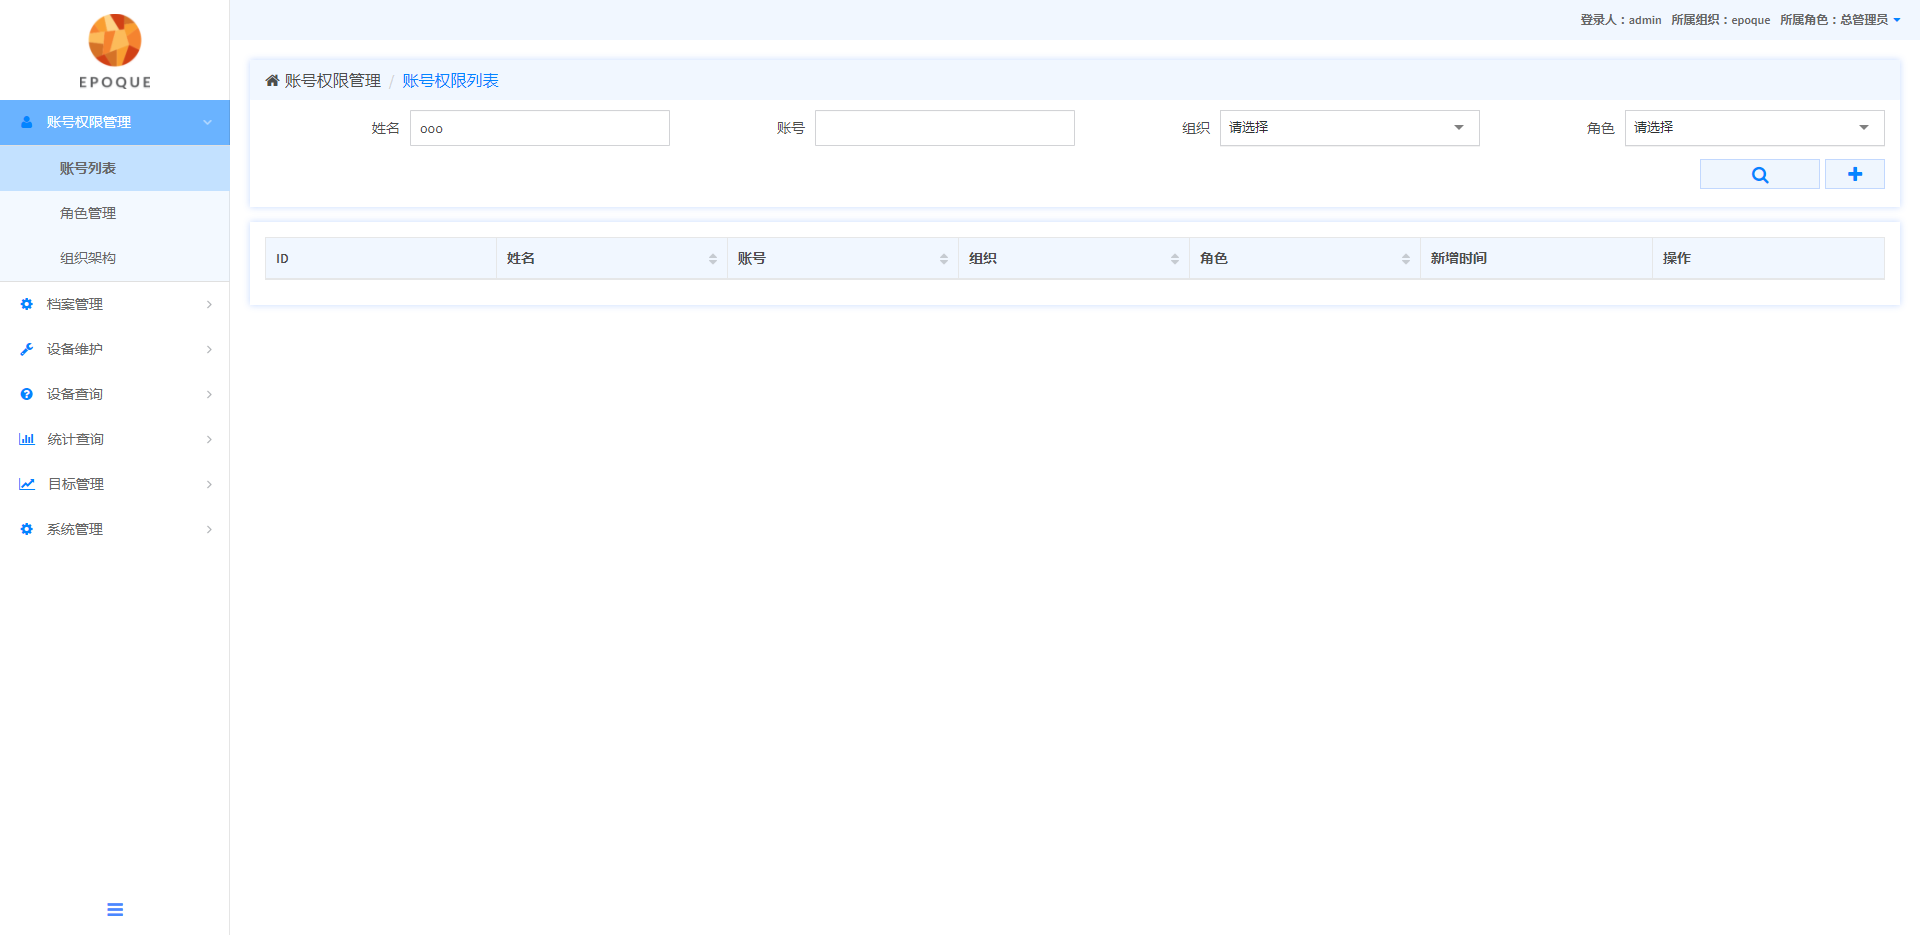 EPOQUE
登录人：admin 所属组织：epoque 所属角色：总管理员
账号权限管理
账号列表
角色管理
组织架构
档案管理
设备维护
设备查询
统计查询
目标管理
系统管理
账号权限管理 / 账号权限列表
姓名 ooo 账号 组织 请选择 角色 请选择
ID 姓名 账号 组织 角色 新增时间 操作